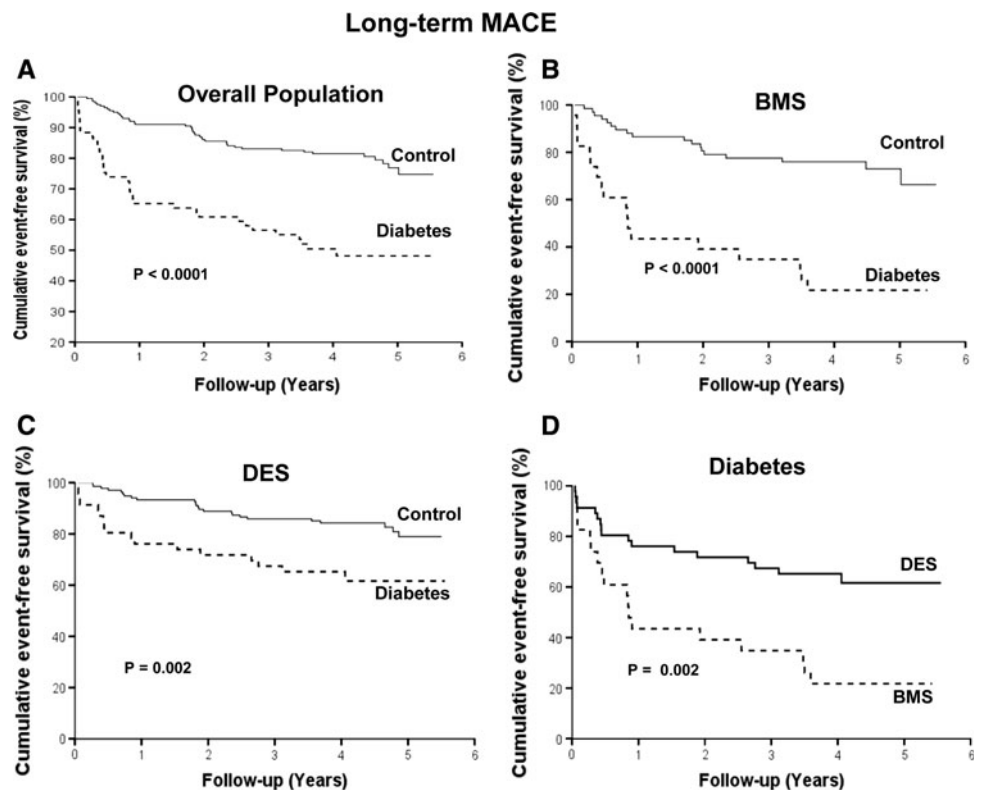 Long-term MACE
A
Overall Population
Cumulative event-free survival (%)
100
90
80
70
60
50
40
30
20
Control
Diabetes
P < 0.0001
0 1 2 3 4 5 6
Follow-up (Years)
B
BMS
Cumulative event-free survival (%)
100
80
60
40
20
0
Control
P < 0.0001
Diabetes
0 1 2 3 4 5 6
Follow-up (Years)
C
DES
Cumulative event-free survival (%)
100
80
60
40
20
0
Control
Diabetes
P = 0.002
0 1 2 3 4 5 6
Follow-up (Years)
D
Diabetes
Cumulative event-free survival (%)
100
80
60
40
20
0
DES
P = 0.002
BMS
0 1 2 3 4 5 6
Follow-up (Years)